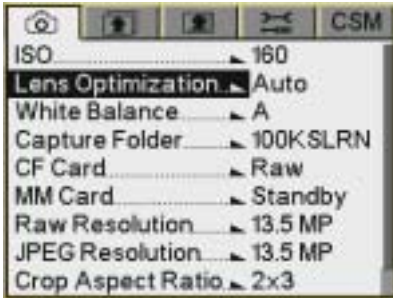 CSM
ISO 160
Lens Optimization Auto
White Balance A
Capture Folder 100KSLRN
CF Card Raw
MM Card Standby
Raw Resolution 13.5 MP
JPEG Resolution 13.5 MP
Crop Aspect Ratio 2x3